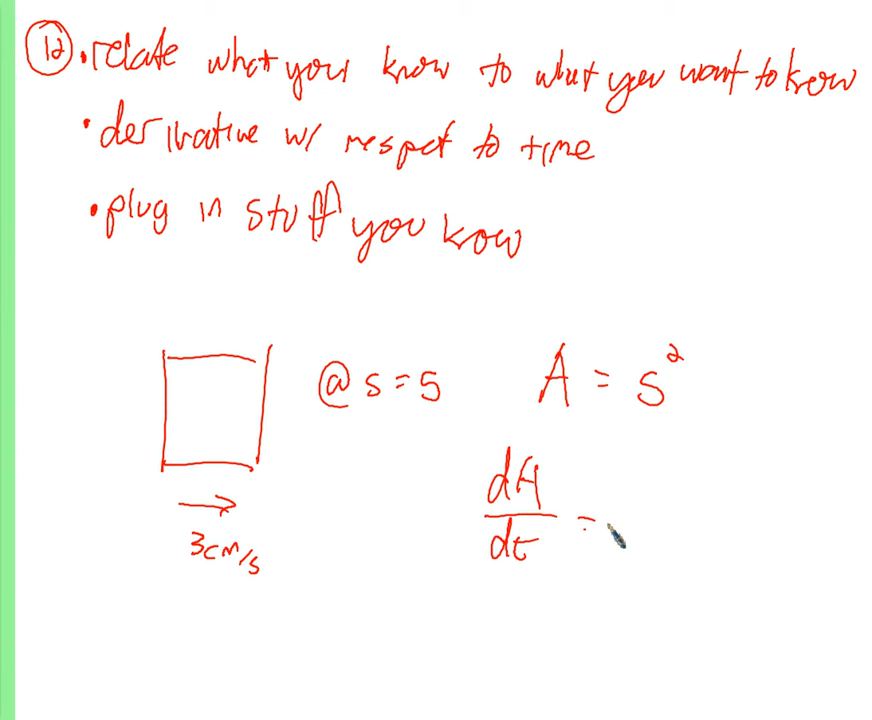 12 • relate what you know to what you want to know
• derivative w/ respect to time
• plug in stuff you know
@ s = 5
A = s²
3cm/s
dA/dt =